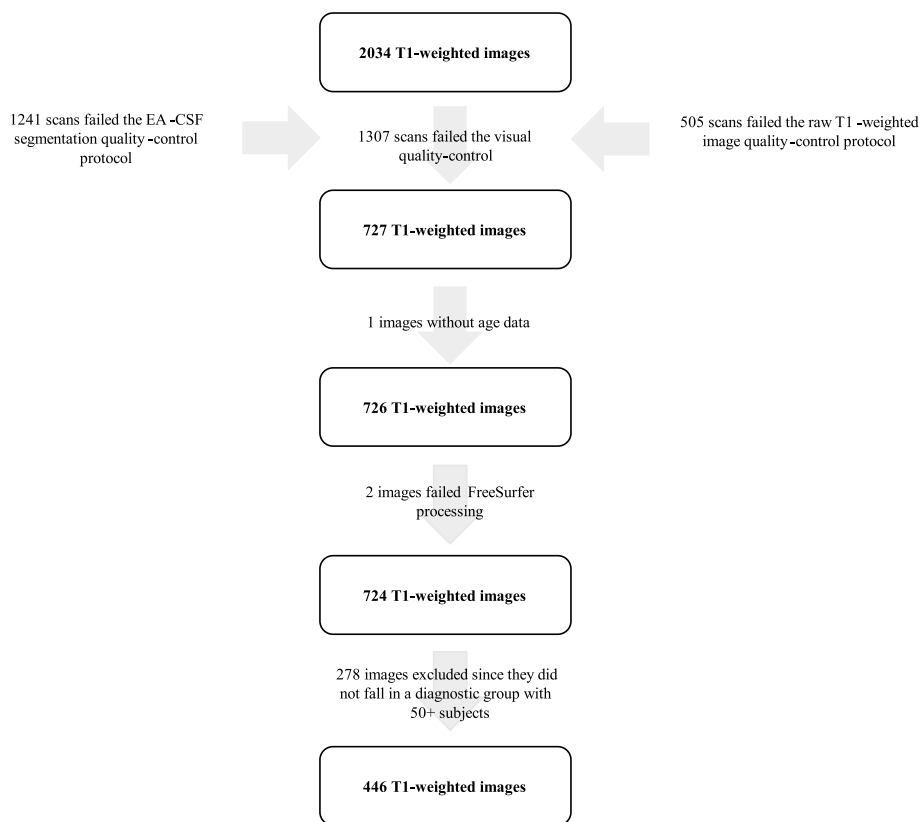 2034 T1-weighted images
1241 scans failed the EA-CSF
segmentation quality-control
protocol
1307 scans failed the visual
quality-control
505 scans failed the raw T1-weighted
image quality-control protocol
727 T1-weighted images
1 images without age data
726 T1-weighted images
2 images failed FreeSurfer
processing
724 T1-weighted images
278 images excluded since they did
not fall in a diagnostic group with
50+ subjects
446 T1-weighted images